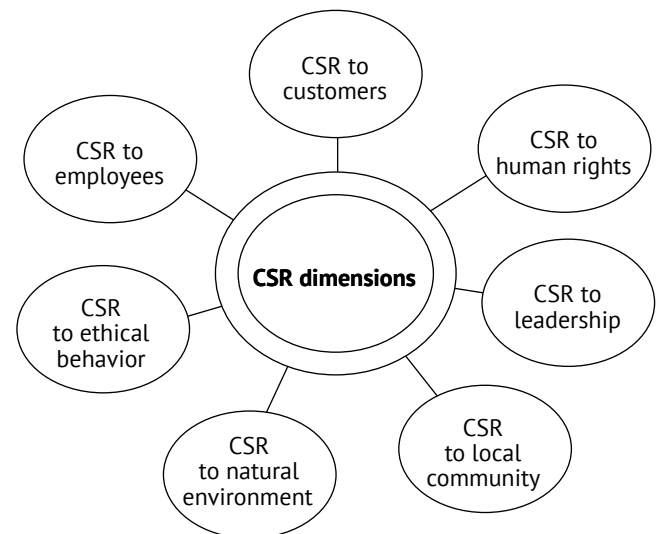 CSR to
customers
CSR to
human rights
CSR to
employees
CSR dimensions
CSR to
leadership
CSR
to ethical
behavior
CSR
to local
community
CSR
to natural
environment